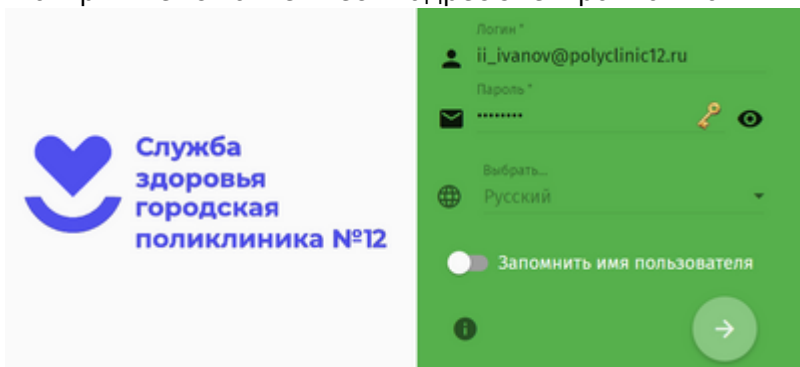 Служба
здоровья
городская
поликлиника №12
Логин *
ii_ivanov@polyclinic12.ru
Пароль *
••••••••
Выбрать...
Русский
Запомнить имя пользователя